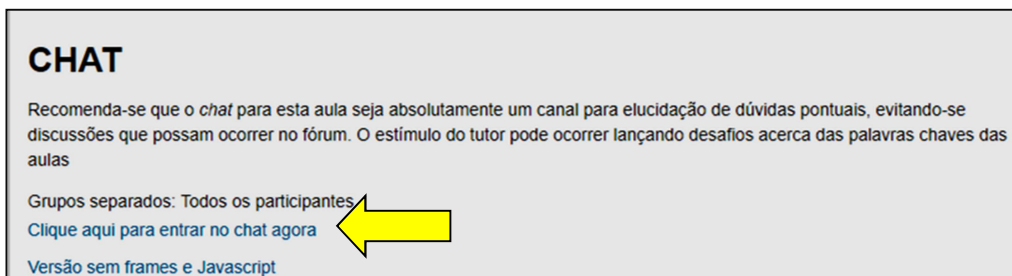 CHAT
Recomenda-se que o chat para esta aula seja absolutamente um canal para elucidação de dúvidas pontuais, evitando-se
discussões que possam ocorrer no fórum. O estímulo do tutor pode ocorrer lançando desafios acerca das palavras chaves das
aulas
Grupos separados: Todos os participantes
Clique aqui para entrar no chat agora
Versão sem frames e Javascript